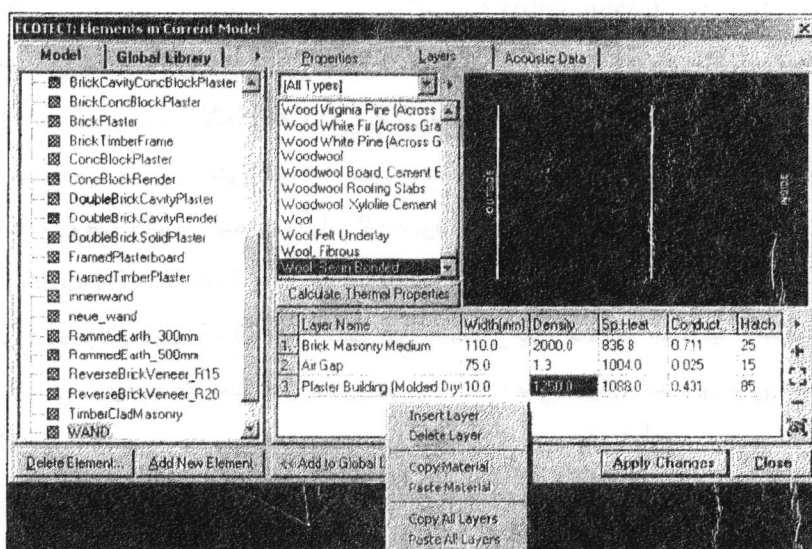 ECOTECT: Elements in Current Model
Model Global Library
Properties Layers Acoustic Data
BrickCavityConcBlockPlaster
BrickConcBlockPlaster
BrickPlaster
BrickTimberFrame
ConcBlockPlaster
ConcBlockRender
DoubleBrickCavityPlaster
DoubleBrickCavityRender
DoubleBrickSolidPlaster
FramedPlasterboard
FramedTimberPlaster
innenwand
neue_wand
RammedEarth_300mm
RammedEarth_500mm
ReverseBrickVeneer_R15
ReverseBrickVeneer_R20
TimberCladMasonry
WAND
[All Types]
Wood Virginia Pine (Across
Wood White Fir (Across Gra
Wood White Pine (Across G
Woodwool
Woodwool Board, Cement E
Woodwool Roofing Slabs
Woodwool Xylolite Cement
Wool
Wool Felt Underlay
Wool, Fibrous
Wool, Resin Bonded
Calculate Thermal Properties
OUTSIDE
INSIDE
Layer Name Width(mm) Density Sp.Heat Conduct. Hatch
1. Brick Masonry Medium 110.0 2000.0 836.8 0.711 25
2. Air Gap 75.0 1.3 1004.0 0.025 15
3. Plaster Building (Molded Dry) 10.0 1250.0 1088.0 0.431 85
Insert Layer
Delete Layer
Copy Material
Paste Material
Copy All Layers
Paste All Layers
Delete Element... Add New Element << Add to Global Apply Changes Close